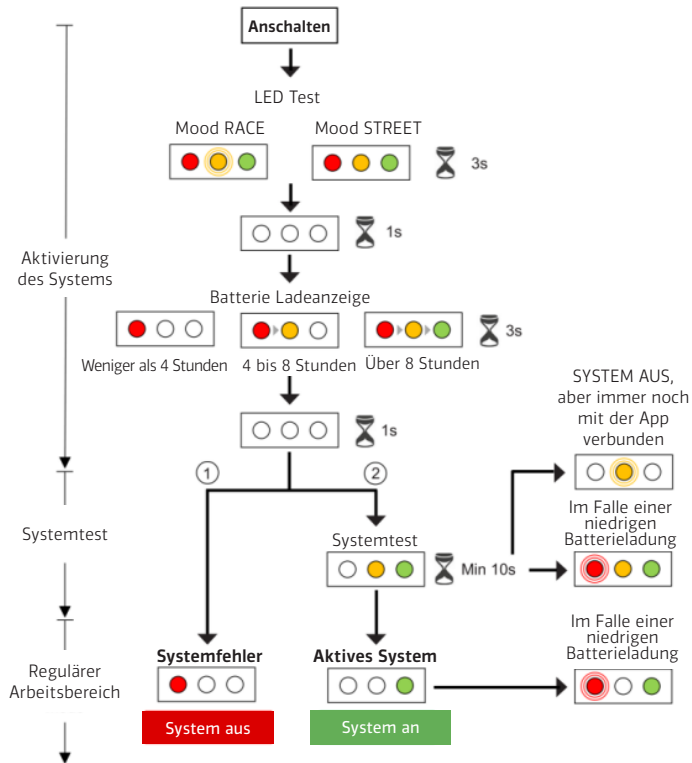 Anschalten
LED Test
Mood RACE
Mood STREET
3s
1s
Aktivierung
des Systems
Batterie Ladeanzeige
3s
Weniger als 4 Stunden
4 bis 8 Stunden
Über 8 Stunden
1s
SYSTEM AUS,
aber immer noch
mit der App
verbunden
1
2
Systemtest
Systemtest
Min 10s
Im Falle einer
niedrigen
Batterieladung
Regulärer
Arbeitsbereich
Systemfehler
Aktives System
Im Falle einer
niedrigen
Batterieladung
System aus
System an